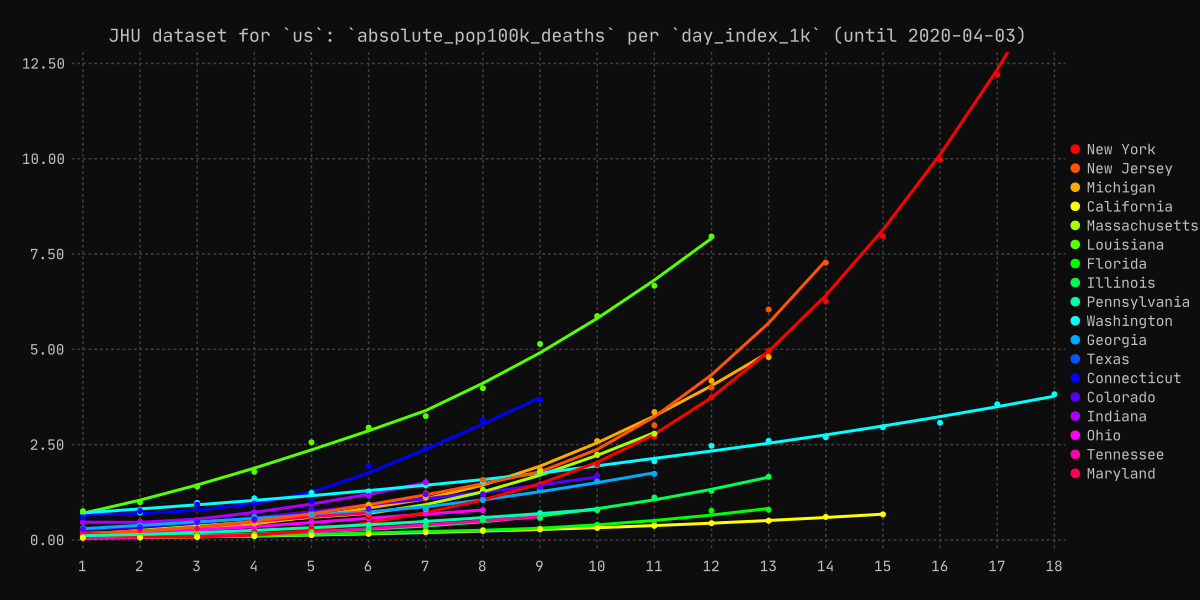 JHU dataset for `us`: `absolute_pop100k_deaths` per `day_index_1k` (until 2020-04-03)
12.50
10.00
7.50
5.00
2.50
0.00
1 2 3 4 5 6 7 8 9 10 11 12 13 14 15 16 17 18
New York
New Jersey
Michigan
California
Massachusetts
Louisiana
Florida
Illinois
Pennsylvania
Washington
Georgia
Texas
Connecticut
Colorado
Indiana
Ohio
Tennessee
Maryland